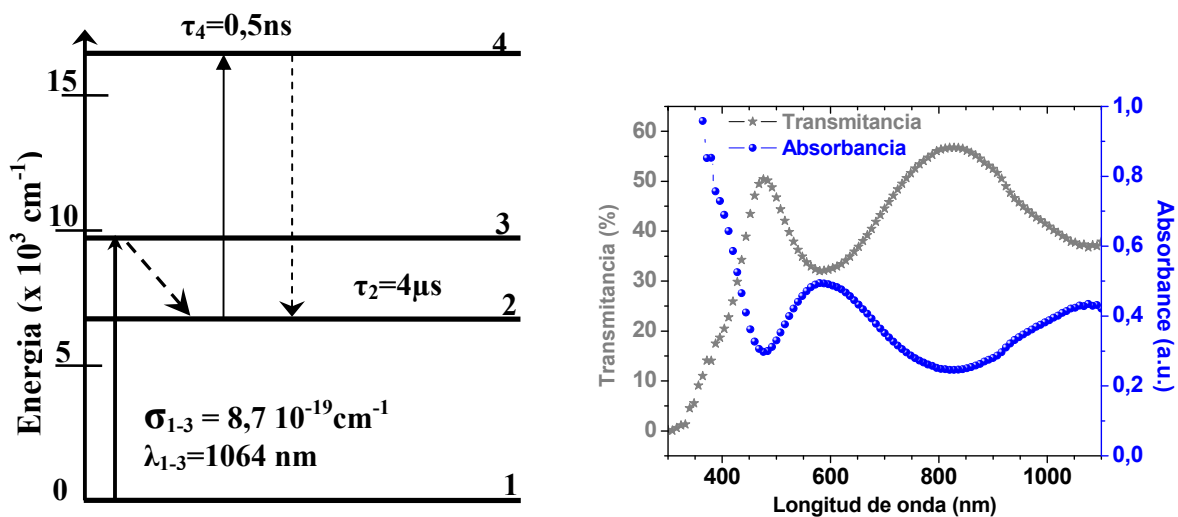 τ₄=0,5ns
4
15
10
3
τ₂=4µs
2
5
σ₁₋₃ = 8,7 10⁻¹⁹cm⁻¹
λ₁₋₃=1064 nm
0
1
Energia (x 10³ cm⁻¹)
Transmitancia
Absorbancia
60
50
40
30
20
10
0
Transmitancia (%)
1,0
0,8
0,6
0,4
0,2
0,0
Absorbance (a.u.)
400 600 800 1000
Longitud de onda (nm)